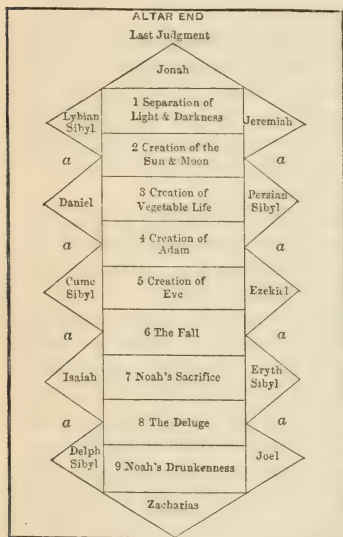 ALTAR END
Last Judgment
Jonah
Lybian
Sibyl
1 Separation of
Light & Darkness
Jeremiah
a
2 Creation of the
Sun & Moon
a
Daniel
3 Creation of
Vegetable Life
Persian
Sibyl
a
4 Creation of
Adam
a
Cume
Sibyl
5 Creation of
Eve
Ezekiel
a
6 The Fall
a
Isaiah
7 Noah's Sacrifice
Eryth
Sibyl
a
8 The Deluge
a
Delph
Sibyl
9 Noah's Drunkenness
Joel
Zacharias